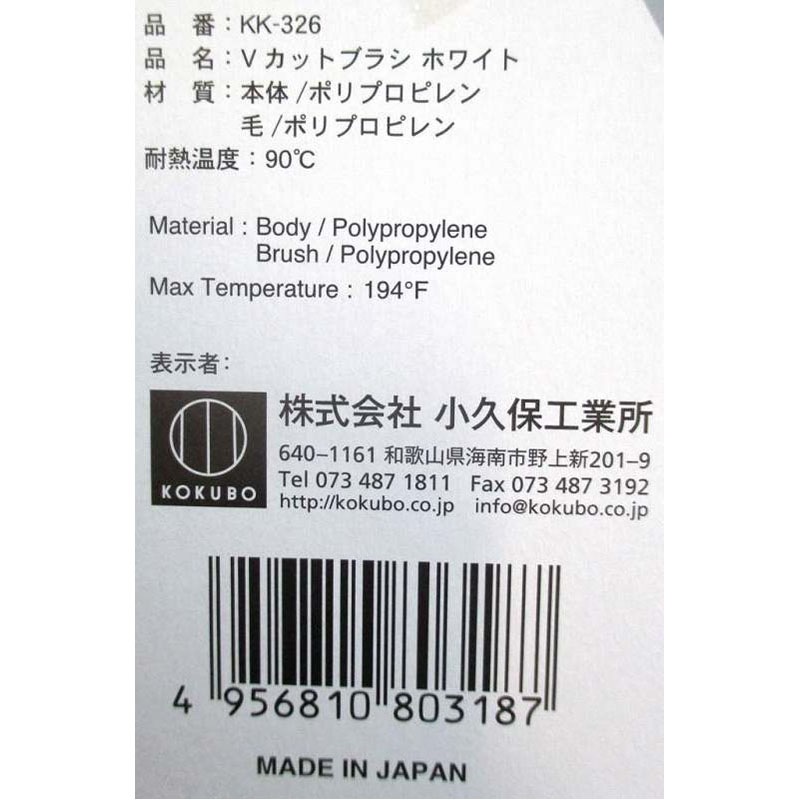 品 番：KK-326
品 名：V カットブラシ ホワイト
材 質：本体 /ポリプロピレン
毛 /ポリプロピレン
耐熱温度：90℃
Material : Body / Polypropylene
Brush / Polypropylene
Max Temperature : 194°F
表示者:
KOKUBO
株式会社 小久保工業所
640–1161 和歌山県海南市野上新201–9
Tel 073 487 1811 Fax 073 487 3192
http://kokubo.co.jp info@kokubo.co.jp
4 956810 803187
MADE IN JAPAN